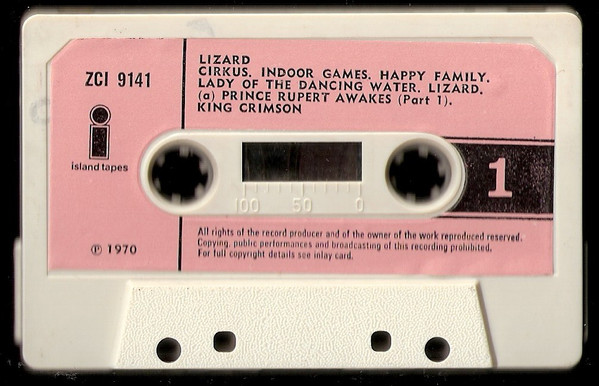 ZCI 9141
island tapes
℗ 1970
LIZARD
CIRKUS. INDOOR GAMES. HAPPY FAMILY.
LADY OF THE DANCING WATER. LIZARD.
(a) PRINCE RUPERT AWAKES (Part 1).
KING CRIMSON
100 50 0
1
All rights of the record producer and of the owner of the work reproduced reserved.
Copying, public performances and broadcasting of this recording prohibited.
For full copyright details see inlay card.